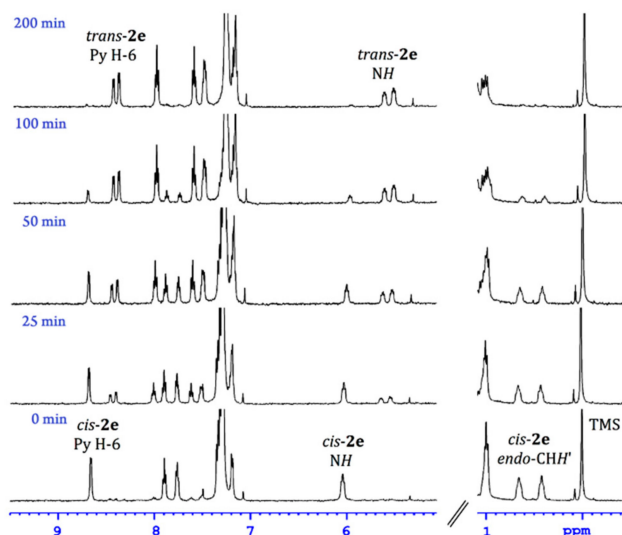 200 min
trans-2e
Py H-6
trans-2e
NH
100 min
50 min
25 min
0 min
cis-2e
Py H-6
cis-2e
NH
cis-2e
endo-CHH'
TMS
9 8 7 6 1 ppm